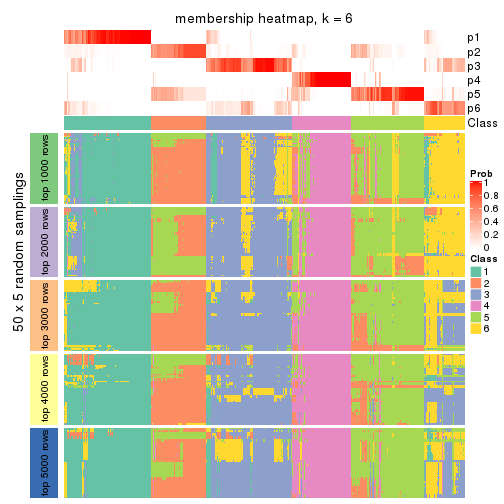 membership heatmap, k = 6
p1
p2
p3
p4
p5
p6
Class
50 x 5 random samplings
top 1000 rows
top 2000 rows
top 3000 rows
top 4000 rows
top 5000 rows
Prob
1
0.8
0.6
0.4
0.2
0
Class
1
2
3
4
5
6